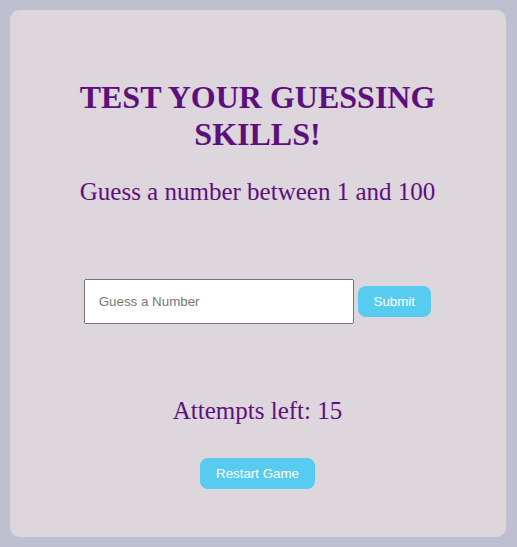 TEST YOUR GUESSING
SKILLS!
Guess a number between 1 and 100
Guess a Number
Submit
Attempts left: 15
Restart Game